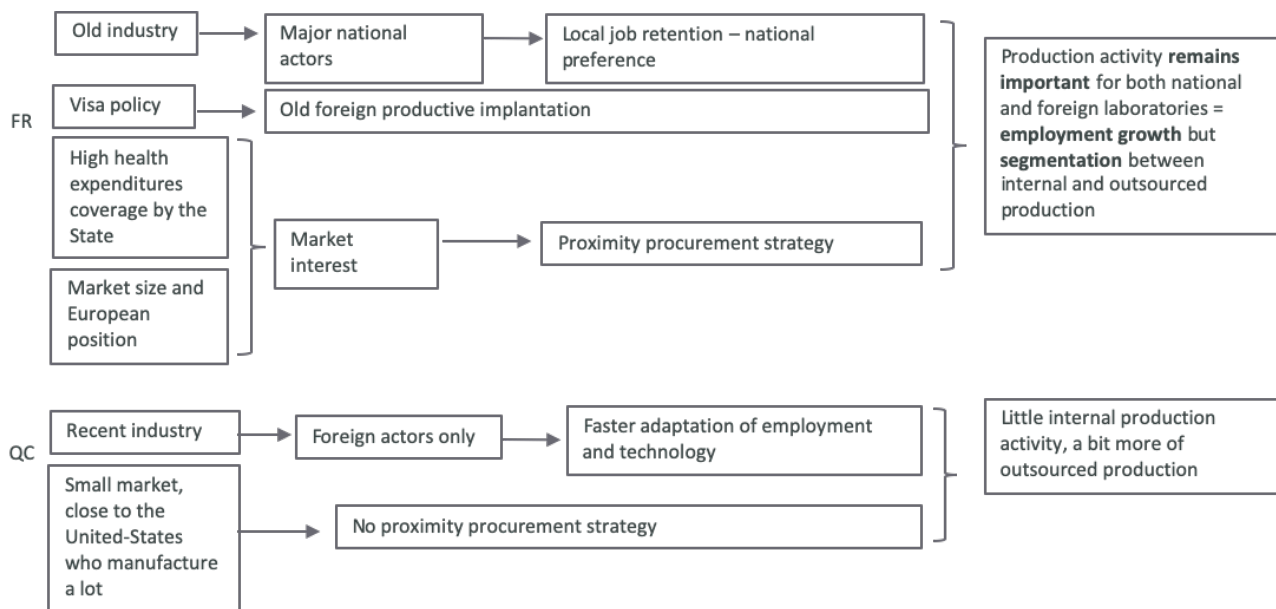 Old industry
Major national
actors
Local job retention – national
preference
Production activity remains
important for both national
and foreign laboratories =
employment growth but
segmentation between
internal and outsourced
production
FR
Visa policy
Old foreign productive implantation
High health
expenditures
coverage by the
State
Market
interest
Proximity procurement strategy
Market size and
European
position
QC
Recent industry
Foreign actors only
Faster adaptation of employment
and technology
Little internal production
activity, a bit more of
outsourced production
Small market,
close to the
United-States
who manufacture
a lot
No proximity procurement strategy